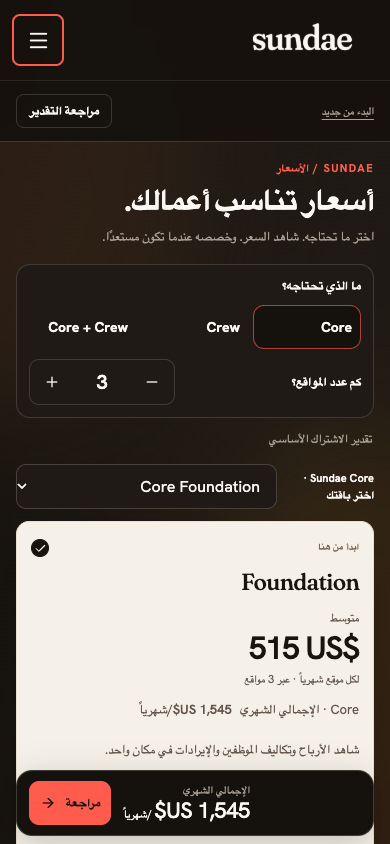 sundae
البدء من جديد
مراجعة التقدير
SUNDAE / الأسعار
أسعار تناسب أعمالك.
اختر ما تحتاجه. شاهد السعر. وخصصه عندما تكون مستعدًا.
ما الذي تحتاجه؟
Core
Crew
Core + Crew
كم عدد المواقع؟
− 3 +
تقدير الاشتراك الأساسي
Sundae Core ·
اختر باقتك
Core Foundation
ابدأ من هنا
Foundation
متوسط
515 US$
لكل موقع شهرياً · عبر 3 مواقع
Core · الإجمالي الشهري 1,545 US$/شهرياً
شاهد الأرباح وتكاليف الموظفين والإيرادات في مكان واحد.
الإجمالي الشهري
1,545 US$ /شهرياً
مراجعة →